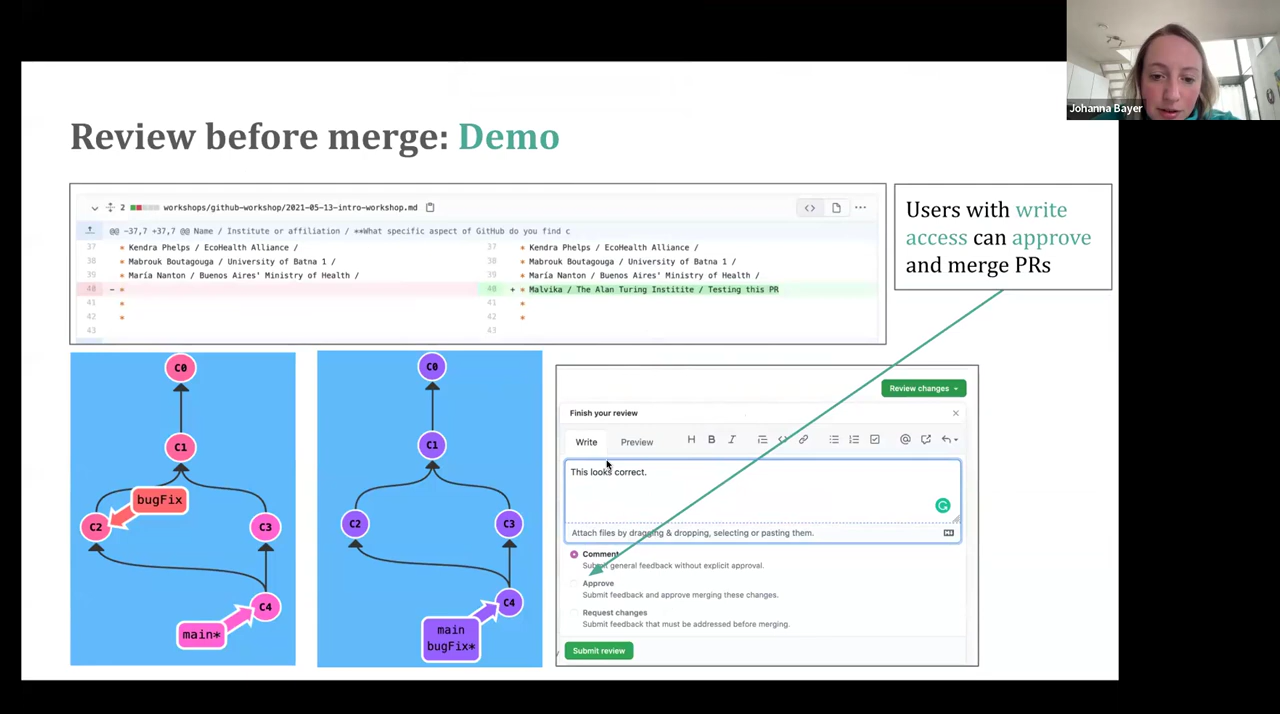 Johanna Bayer
Review before merge: Demo
2 workshops/github-workshop/2021-05-13-intro-workshop.md
@@ -37,7 +37,7 @@ Name / Institute or affiliation / **What specific aspect of GitHub do you find c
37 * Kendra Phelps / EcoHealth Alliance /
38 * Mabrouk Boutagouga / University of Batna 1 /
39 * María Nanton / Buenos Aires' Ministry of Health /
40 - *
41 *
42 *
43
37 * Kendra Phelps / EcoHealth Alliance /
38 * Mabrouk Boutagouga / University of Batna 1 /
39 * María Nanton / Buenos Aires' Ministry of Health /
40 + * Malvika / The Alan Turing Institite / Testing this PR
41 *
42 *
43
Users with write
access can approve
and merge PRs
C0
C1
bugFix
C2
C3
C4
main*
C0
C1
C2
C3
C4
main
bugFix*
Review changes
Finish your review
Write Preview
This looks correct.
Attach files by dragging & dropping, selecting or pasting them.
Comment
Submit general feedback without explicit approval.
Approve
Submit feedback and approve merging these changes.
Request changes
Submit feedback that must be addressed before merging.
Submit review